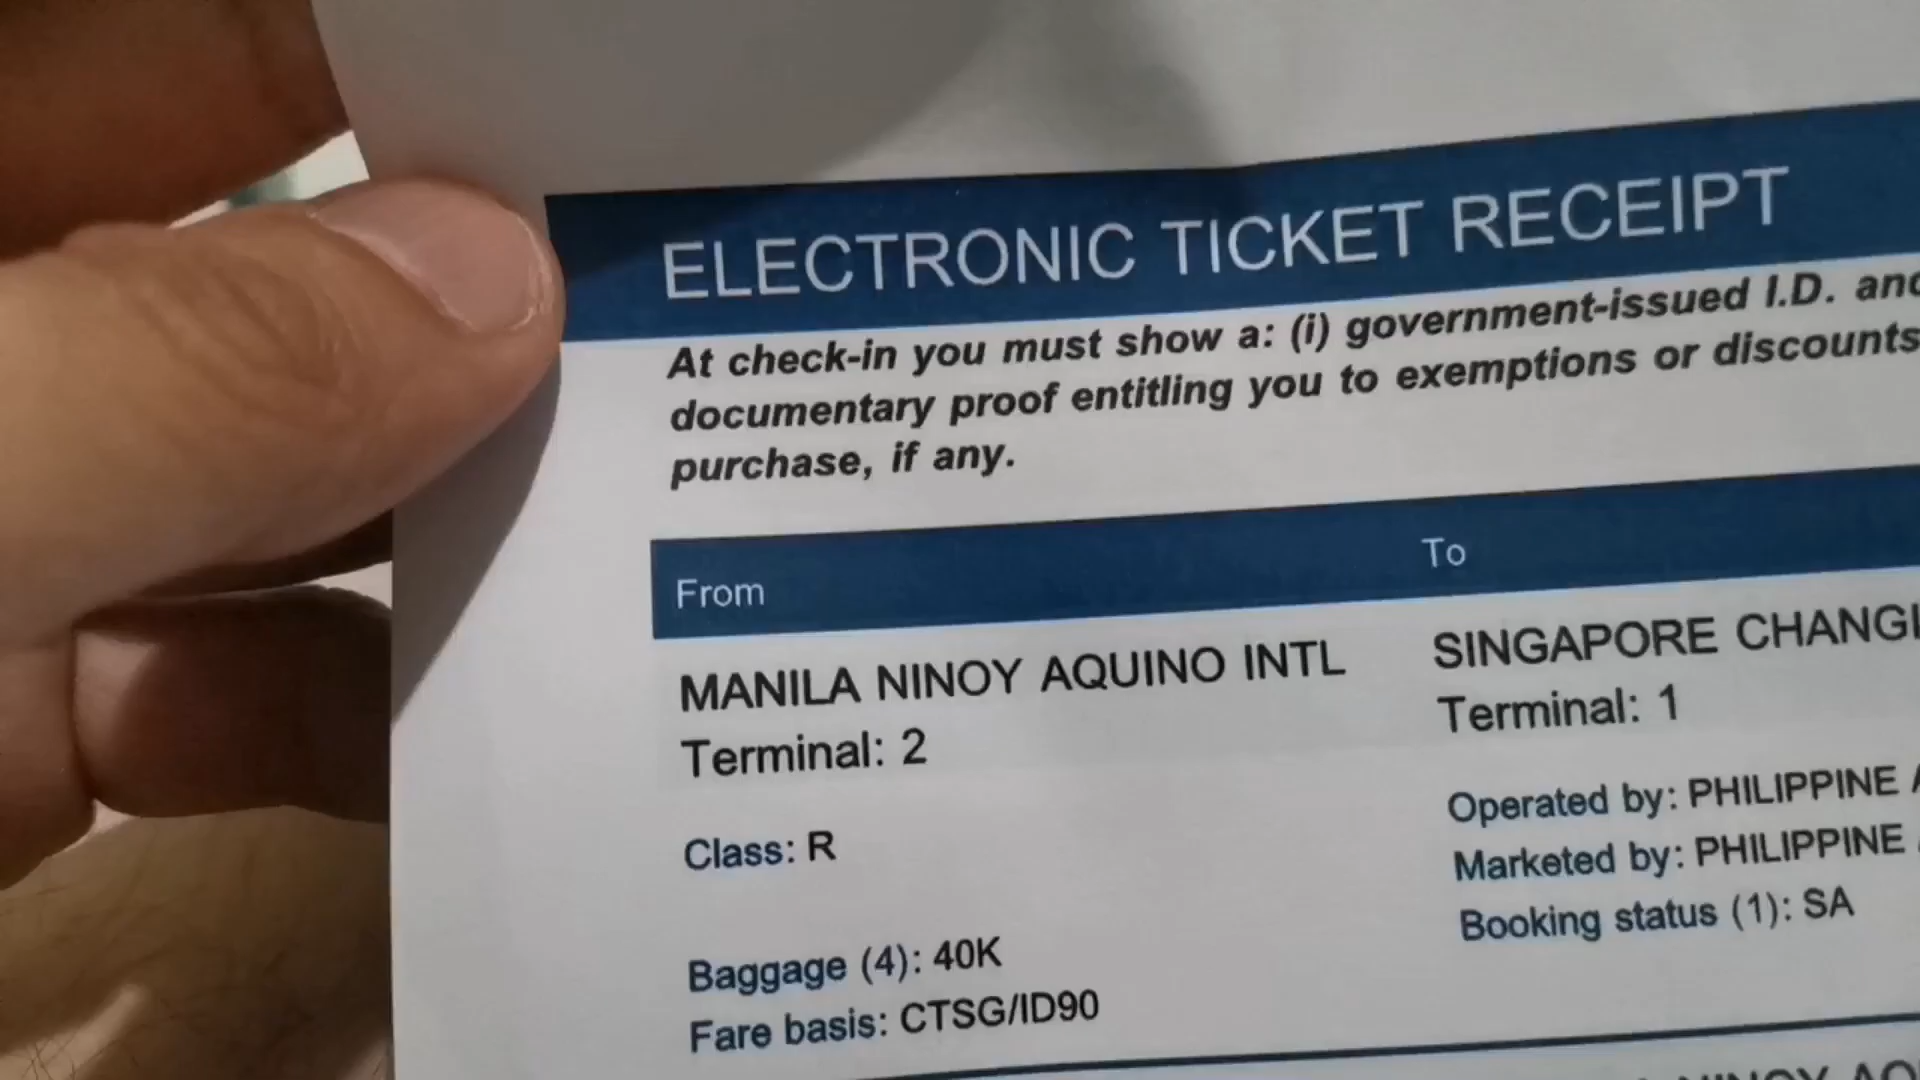 ELECTRONIC TICKET RECEIPT
At check-in you must show a: (i) government-issued I.D. and
documentary proof entitling you to exemptions or discounts
purchase, if any.
From To
MANILA NINOY AQUINO INTL SINGAPORE CHANGI
Terminal: 2 Terminal: 1
Operated by: PHILIPPINE
Class: R Marketed by: PHILIPPINE
Booking status (1): SA
Baggage (4): 40K
Fare basis: CTSG/ID90
NINOY